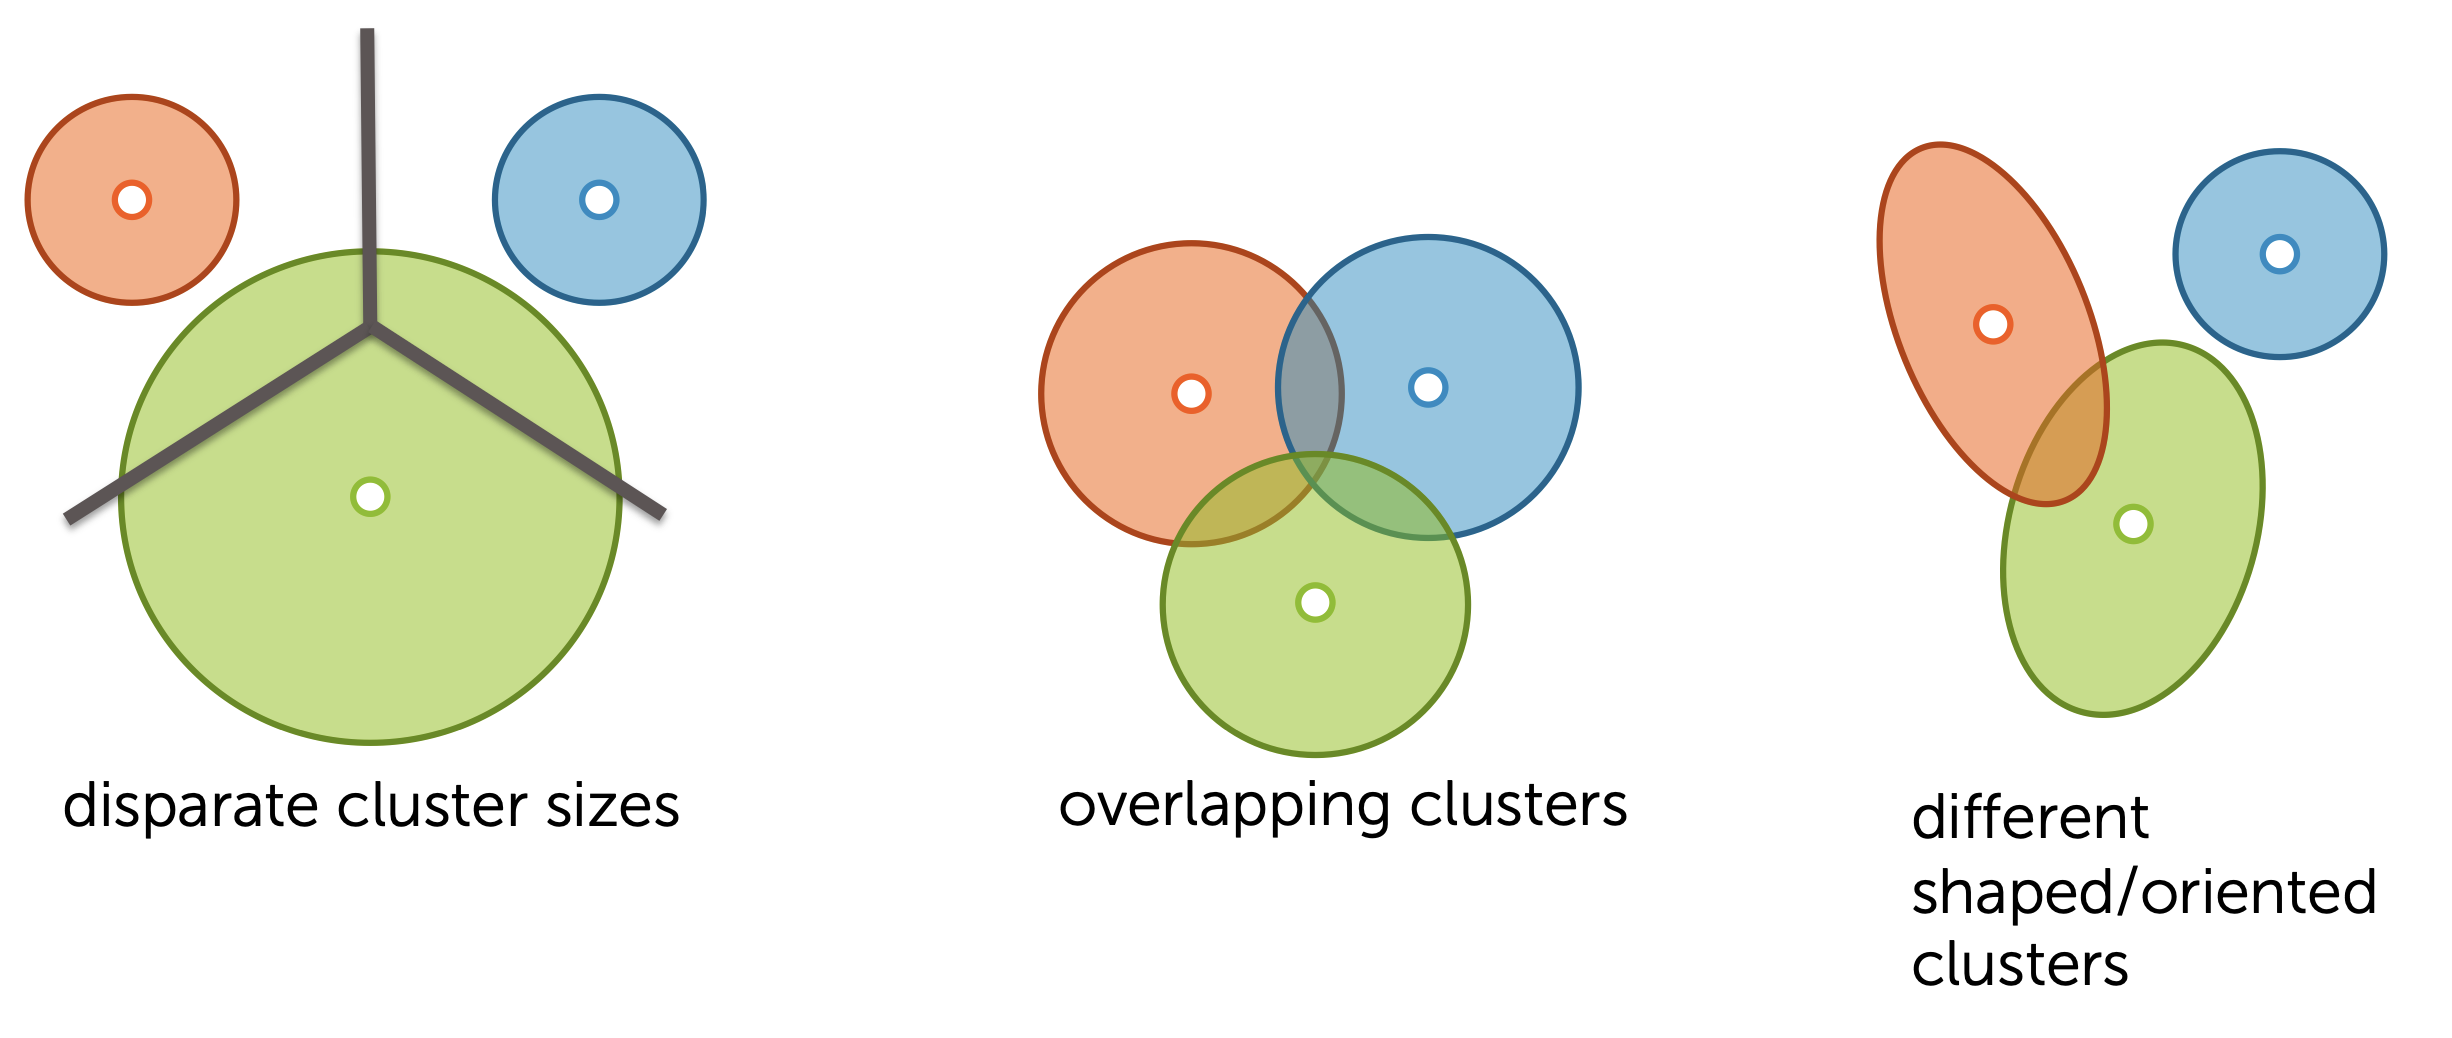 disparate cluster sizes
overlapping clusters
different
shaped/oriented
clusters